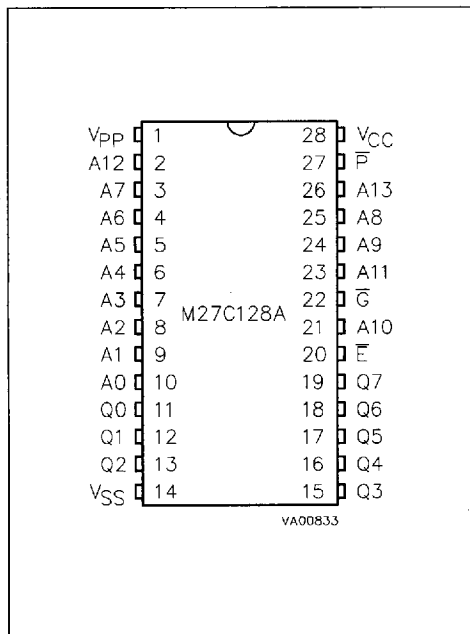 VPP 1 28 VCC
A12 2 27 P̅
A7 3 26 A13
A6 4 25 A8
A5 5 24 A9
A4 6 23 A11
A3 7 22 G̅
M27C128A
A2 8 21 A10
A1 9 20 E̅
A0 10 19 Q7
Q0 11 18 Q6
Q1 12 17 Q5
Q2 13 16 Q4
VSS 14 15 Q3
VA00833